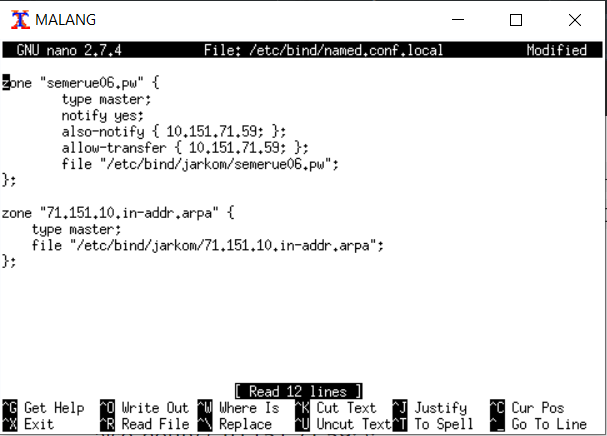 MALANG
GNU nano 2.7.4 File: /etc/bind/named.conf.local Modified
zone "semerue06.pw" {
type master;
notify yes;
also-notify { 10.151.71.59; };
allow-transfer { 10.151.71.59; };
file "/etc/bind/jarkom/semerue06.pw";
};
zone "71.151.10.in-addr.arpa" {
type master;
file "/etc/bind/jarkom/71.151.10.in-addr.arpa";
};
[ Read 12 lines ]
^G Get Help ^O Write Out ^W Where Is ^K Cut Text ^J Justify ^C Cur Pos
^X Exit ^R Read File ^\ Replace ^U Uncut Text ^T To Spell ^_ Go To Line